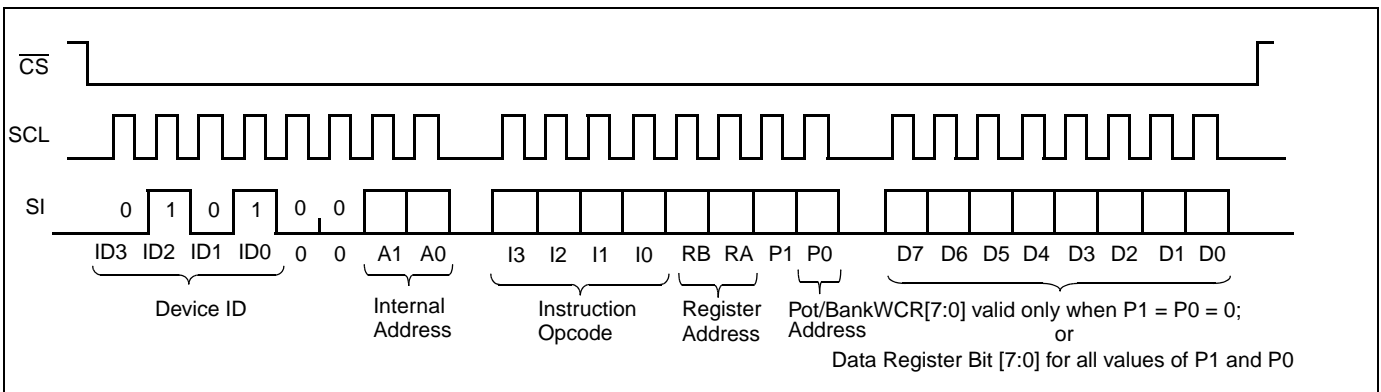 CS
SCL
SI 0 1 0 1 0 0
ID3 ID2 ID1 ID0 0 0 A1 A0 I3 I2 I1 I0 RB RA P1 P0 D7 D6 D5 D4 D3 D2 D1 D0
Device ID Internal Address Instruction Opcode Register Address Pot/Bank Address WCR[7:0] valid only when P1 = P0 = 0;
or
Data Register Bit [7:0] for all values of P1 and P0